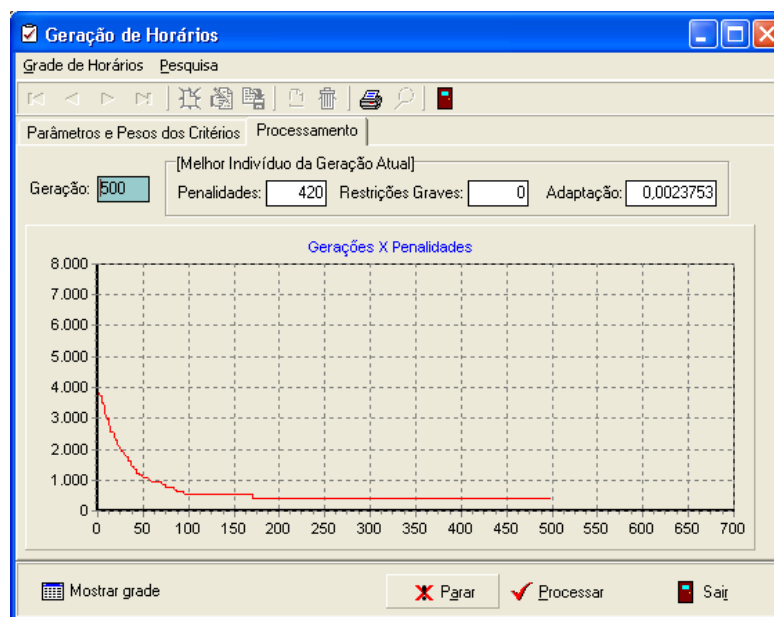 Geração de Horários
Grade de Horários Pesquisa
Parâmetros e Pesos dos Critérios Processamento
[Melhor Indivíduo da Geração Atual]
Geração: 500 Penalidades: 420 Restrições Graves: 0 Adaptação: 0,0023753
Gerações X Penalidades
8.000
7.000
6.000
5.000
4.000
3.000
2.000
1.000
0
0 50 100 150 200 250 300 350 400 450 500 550 600 650 700
Mostrar grade Parar Processar Sair